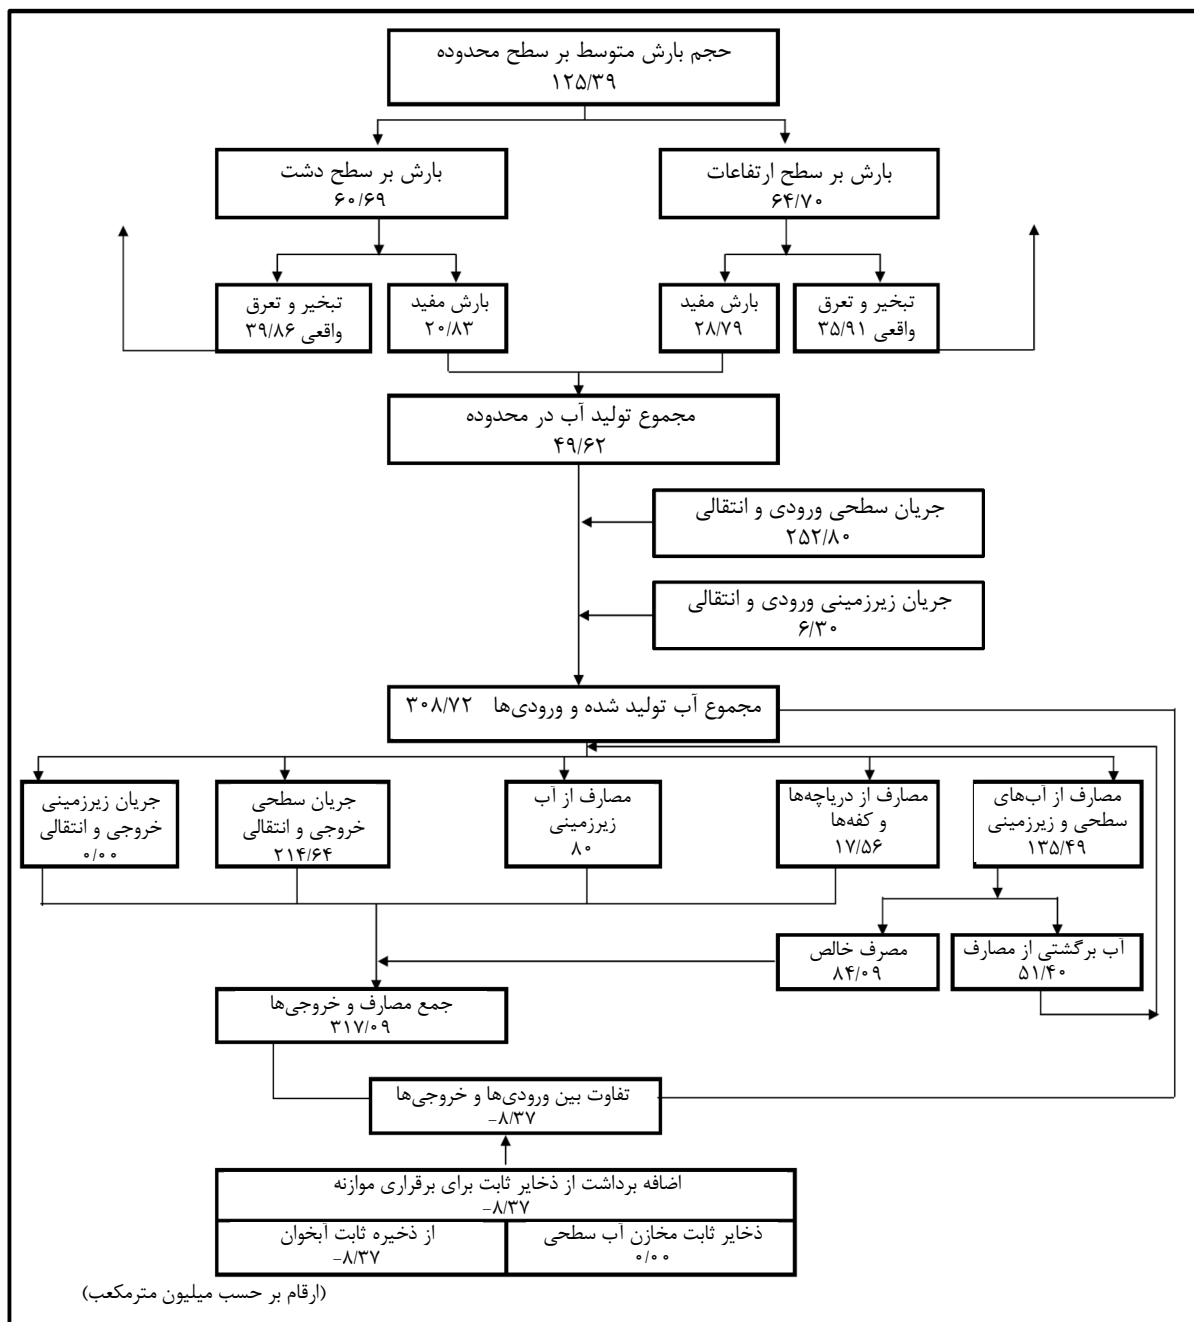 حجم بارش متوسط بر سطح محدوده
۱۲۵/۳۹
بارش بر سطح ارتفاعات
۶۴/۷۰
بارش بر سطح دشت
۶۰/۶۹
تبخیر و تعرق
واقعی ۳۵/۹۱
بارش مفید
۲۸/۷۹
بارش مفید
۲۰/۸۳
تبخیر و تعرق
واقعی ۳۹/۸۶
مجموع تولید آب در محدوده
۴۹/۶۲
جریان سطحی ورودی و انتقالی
۲۵۲/۸۰
جریان زیرزمینی ورودی و انتقالی
۶/۳۰
مجموع آب تولید شده و ورودی‌ها ۳۰۸/۷۲
مصارف از آب‌های
سطحی و زیرزمینی
۱۳۵/۴۹
مصارف از دریاچه‌ها
و کفه‌ها
۱۷/۵۶
مصارف از آب
زیرزمینی
۸۰
جریان سطحی
خروجی و انتقالی
۲۱۴/۶۴
جریان زیرزمینی
خروجی و انتقالی
۰/۰۰
آب برگشتی از مصارف
۵۱/۴۰
مصرف خالص
۸۴/۰۹
جمع مصارف و خروجی‌ها
۳۱۷/۰۹
تفاوت بین ورودی‌ها و خروجی‌ها
−۸/۳۷
اضافه برداشت از ذخایر ثابت برای برقراری موازنه
−۸/۳۷
ذخایر ثابت مخازن آب سطحی
۰/۰۰
از ذخیره ثابت آبخوان
−۸/۳۷
(ارقام بر حسب میلیون مترمکعب)